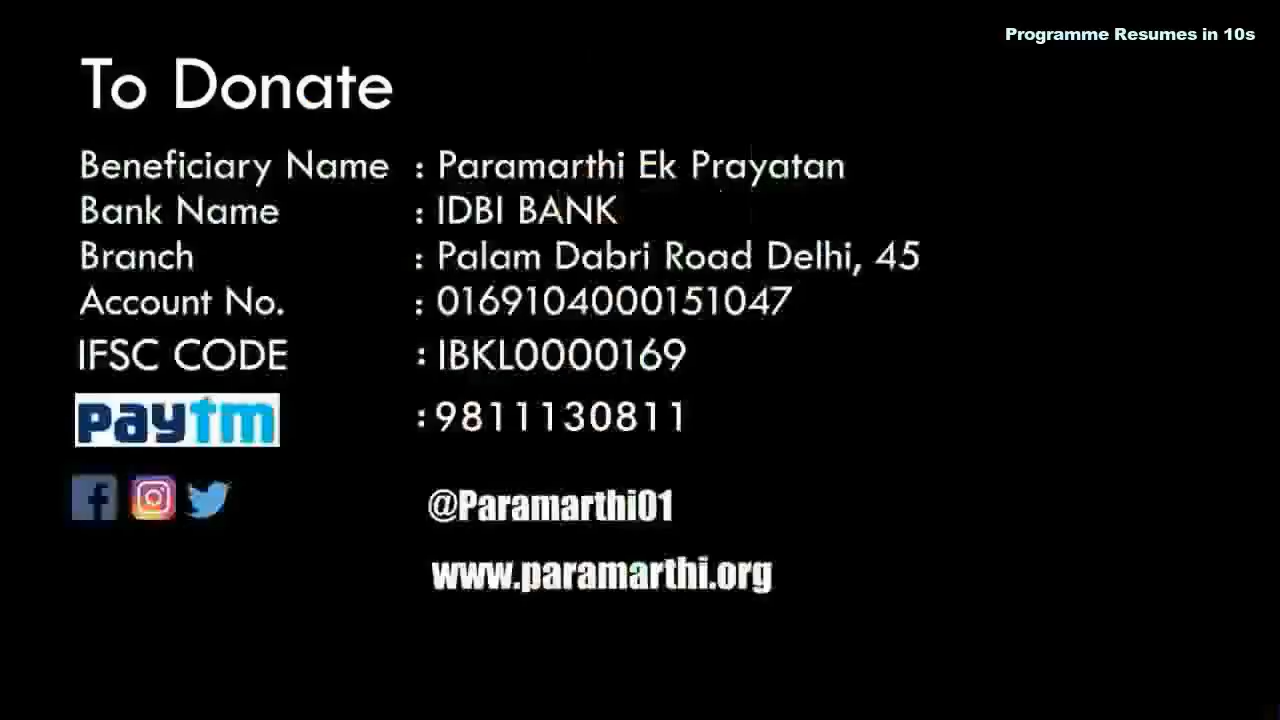 Programme Resumes in 10s
To Donate
Beneficiary Name : Paramarthi Ek Prayatan
Bank Name : IDBI BANK
Branch : Palam Dabri Road Delhi, 45
Account No. : 0169104000151047
IFSC CODE : IBKL0000169
paytm : 9811130811
@Paramarthi01
www.paramarthi.org